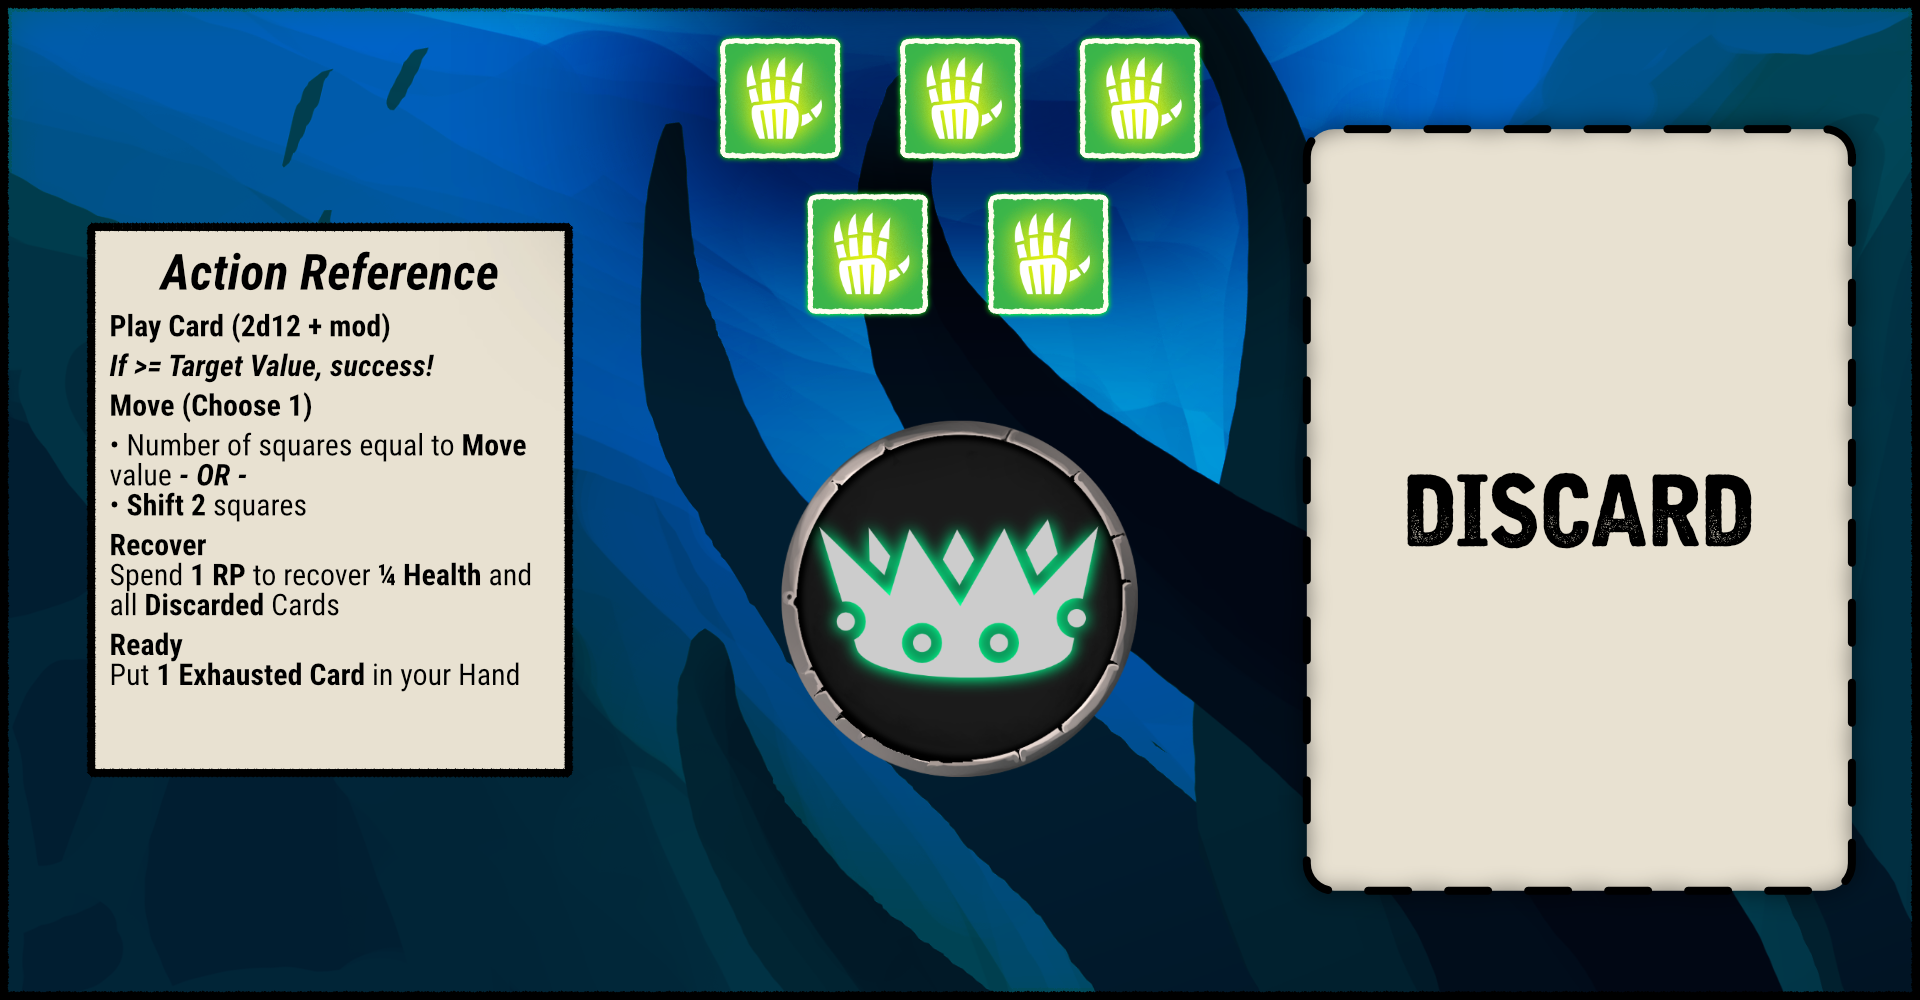 Action Reference
Play Card (2d12 + mod)
If >= Target Value, success!
Move (Choose 1)
• Number of squares equal to Move
value - OR -
• Shift 2 squares
Recover
Spend 1 RP to recover ¼ Health and
all Discarded Cards
Ready
Put 1 Exhausted Card in your Hand
DISCARD